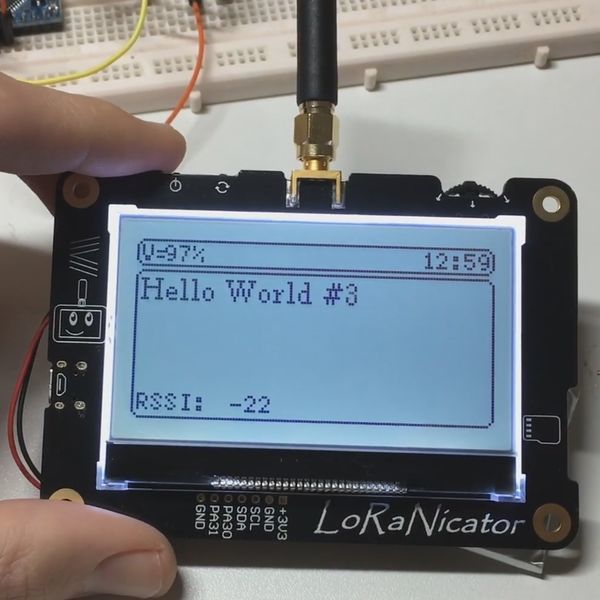 V=97%
12:59
Hello World #3
RSSI: -22
+3V3
GND
SCL
SDA
PA30
PA31
GND
LoRaNicator